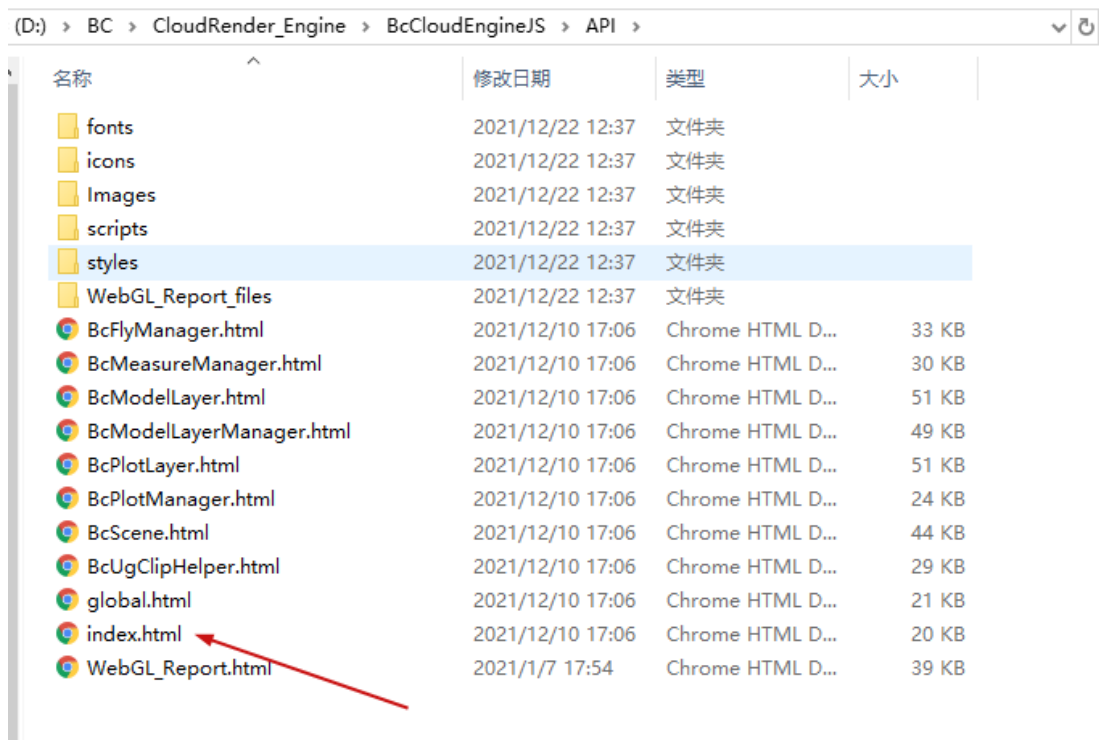 (D:) > BC > CloudRender_Engine > BcCloudEngineJS > API >
名称 修改日期 类型 大小
fonts 2021/12/22 12:37 文件夹
icons 2021/12/22 12:37 文件夹
Images 2021/12/22 12:37 文件夹
scripts 2021/12/22 12:37 文件夹
styles 2021/12/22 12:37 文件夹
WebGL_Report_files 2021/12/22 12:37 文件夹
BcFlyManager.html 2021/12/10 17:06 Chrome HTML D... 33 KB
BcMeasureManager.html 2021/12/10 17:06 Chrome HTML D... 30 KB
BcModelLayer.html 2021/12/10 17:06 Chrome HTML D... 51 KB
BcModelLayerManager.html 2021/12/10 17:06 Chrome HTML D... 49 KB
BcPlotLayer.html 2021/12/10 17:06 Chrome HTML D... 51 KB
BcPlotManager.html 2021/12/10 17:06 Chrome HTML D... 24 KB
BcScene.html 2021/12/10 17:06 Chrome HTML D... 44 KB
BcUgClipHelper.html 2021/12/10 17:06 Chrome HTML D... 29 KB
global.html 2021/12/10 17:06 Chrome HTML D... 21 KB
index.html 2021/12/10 17:06 Chrome HTML D... 20 KB
WebGL_Report.html 2021/1/7 17:54 Chrome HTML D... 39 KB